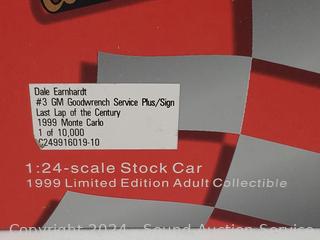 Dale Earnhardt
#3 GM Goodwrench Service Plus/Sign
Last Lap of the Century
1999 Monte Carlo
1 of 10,000
C249916019-10
1:24-scale Stock Car
1999 Limited Edition Adult Collectible
Copyright 2024 - Sound Auction Service